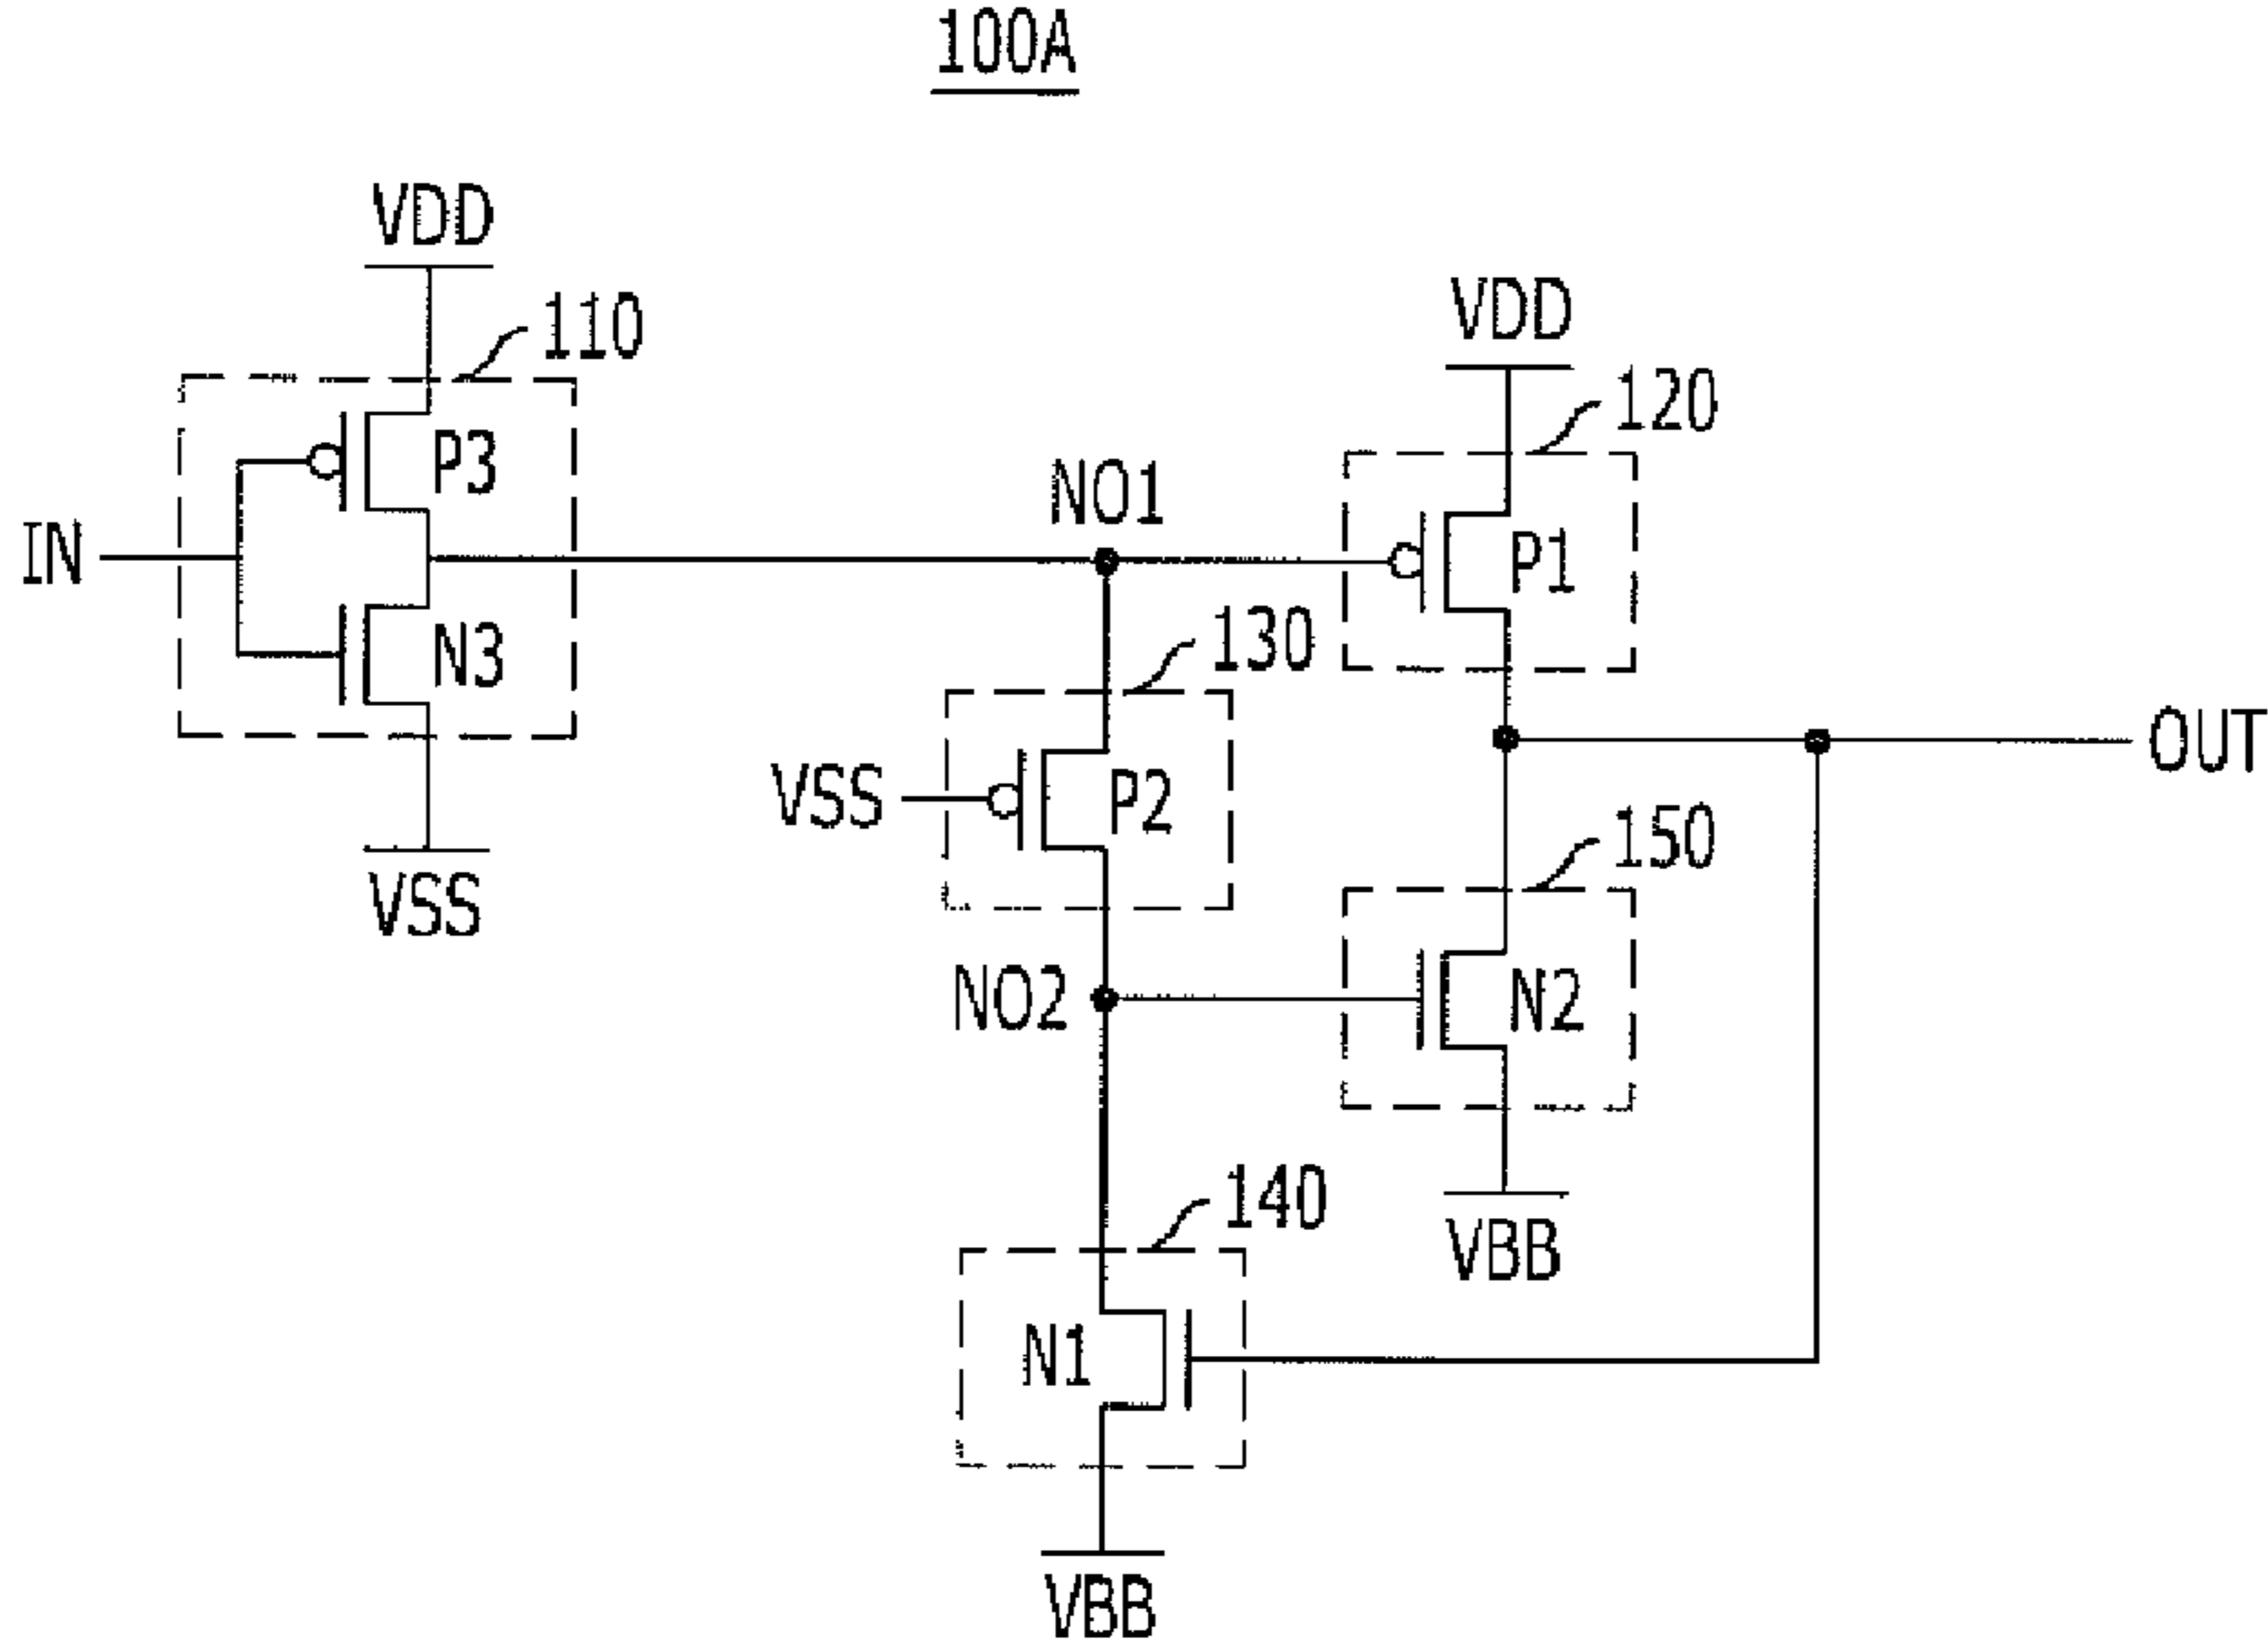 100A
VDD
110
VDD
120
P3
NO1
IN
P1
130
N3
OUT
VSS
P2
150
VSS
NO2
N2
140
VBB
N1
VBB